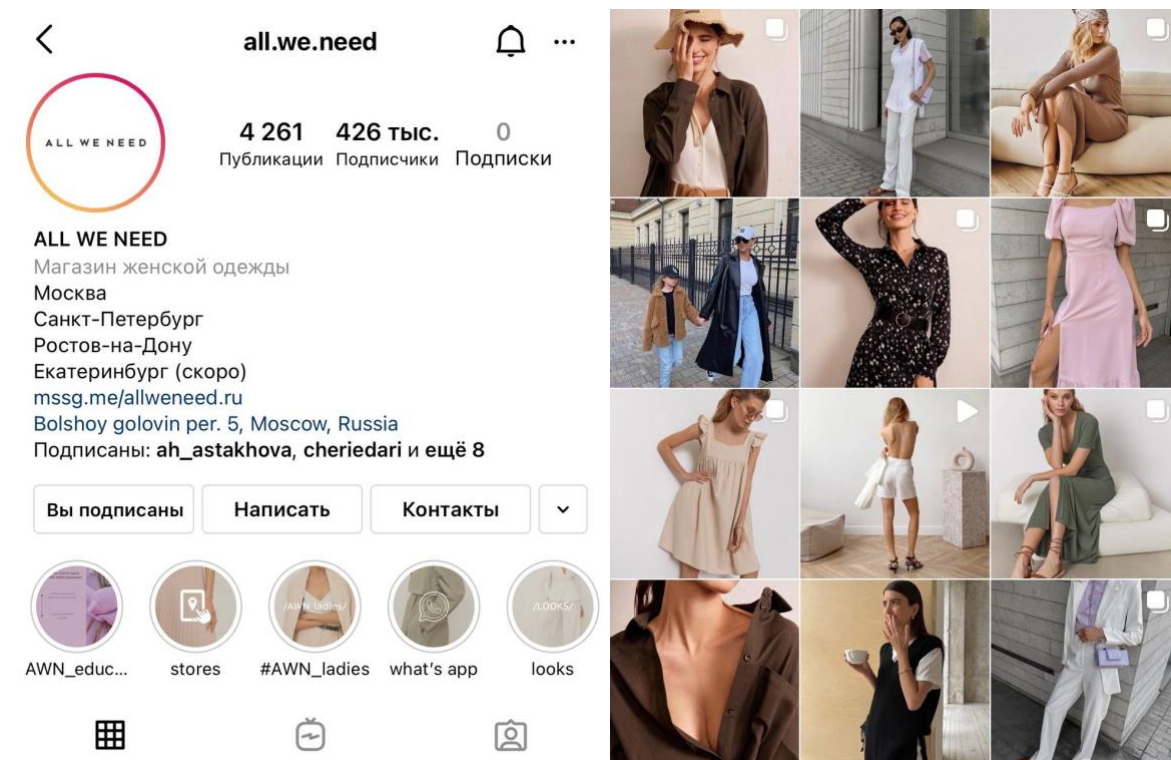 all.we.need
ALL WE NEED
4 261 426 тыс. 0
Публикации Подписчики Подписки
ALL WE NEED
Магазин женской одежды
Москва
Санкт-Петербург
Ростов-на-Дону
Екатеринбург (скоро)
mssg.me/allweneed.ru
Bolshoy golovin per. 5, Moscow, Russia
Подписаны: ah_astakhova, cheriedari и ещё 8
Вы подписаны Написать Контакты
/AWN_ladies/ /LOOKS/
AWN_educ... stores #AWN_ladies what's app looks